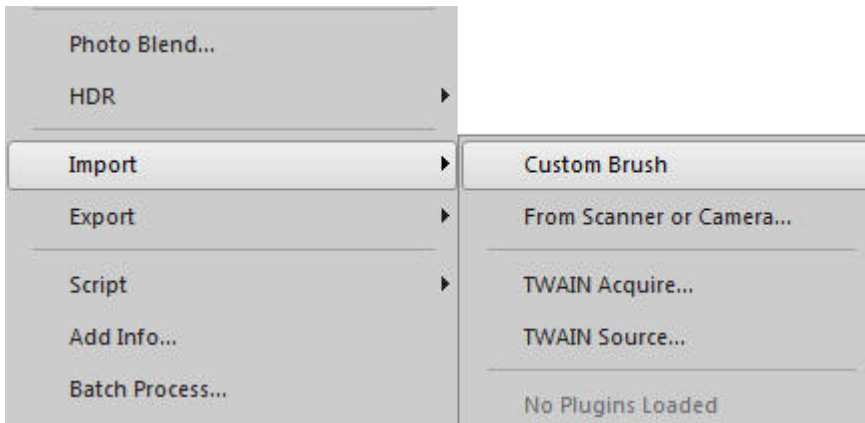 Photo Blend...
HDR
Import
Export
Script
Add Info...
Batch Process...
Custom Brush
From Scanner or Camera...
TWAIN Acquire...
TWAIN Source...
No Plugins Loaded